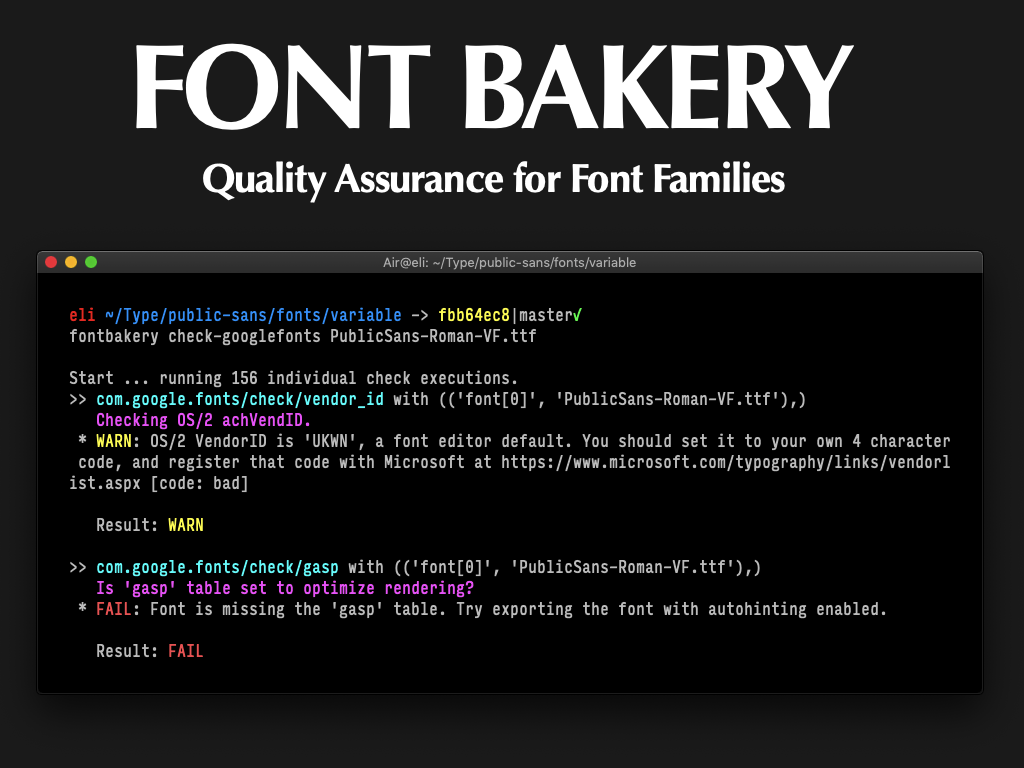 FONT BAKERY
Quality Assurance for Font Families
Air@eli: ~/Type/public-sans/fonts/variable
eli ~/Type/public-sans/fonts/variable -> fbb64ec8|master✓
fontbakery check-googlefonts PublicSans-Roman-VF.ttf
Start ... running 156 individual check executions.
>> com.google.fonts/check/vendor_id with (('font[0]', 'PublicSans-Roman-VF.ttf'),)
Checking OS/2 achVendID.
* WARN: OS/2 VendorID is 'UKWN', a font editor default. You should set it to your own 4 character
code, and register that code with Microsoft at https://www.microsoft.com/typography/links/vendorl
ist.aspx [code: bad]
Result: WARN
>> com.google.fonts/check/gasp with (('font[0]', 'PublicSans-Roman-VF.ttf'),)
Is 'gasp' table set to optimize rendering?
* FAIL: Font is missing the 'gasp' table. Try exporting the font with autohinting enabled.
Result: FAIL